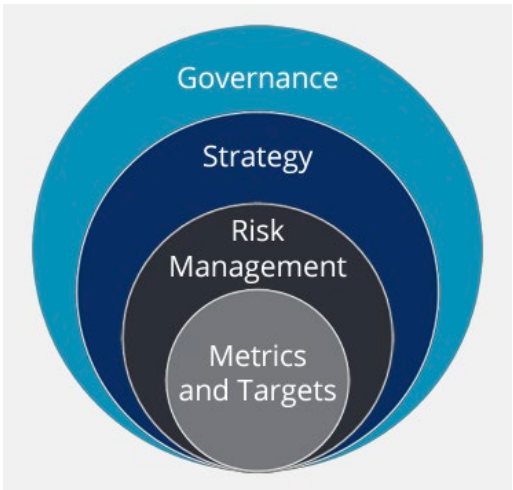 Governance
Strategy
Risk
Management
Metrics
and Targets